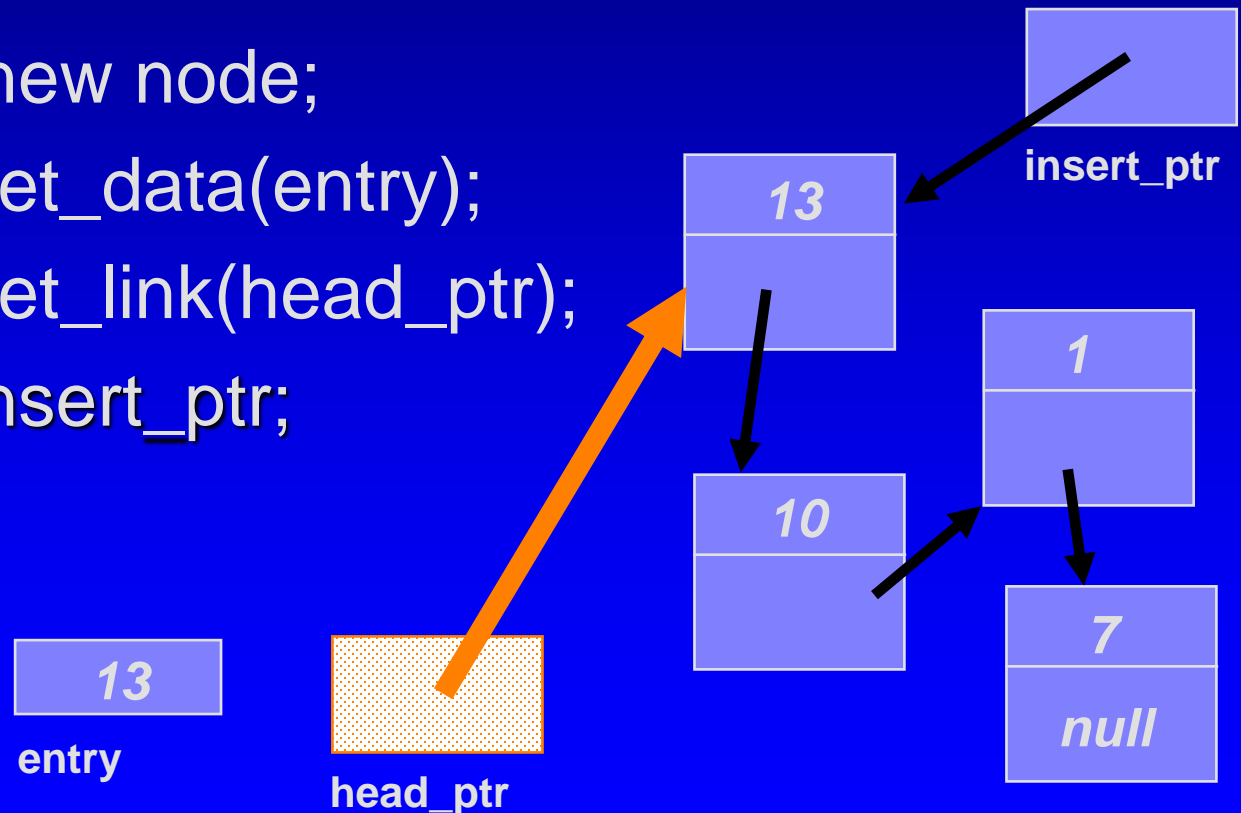 new node;
et_data(entry);
et_link(head_ptr);
nsert_ptr;
insert_ptr
13
1
10
7
null
13
entry
head_ptr